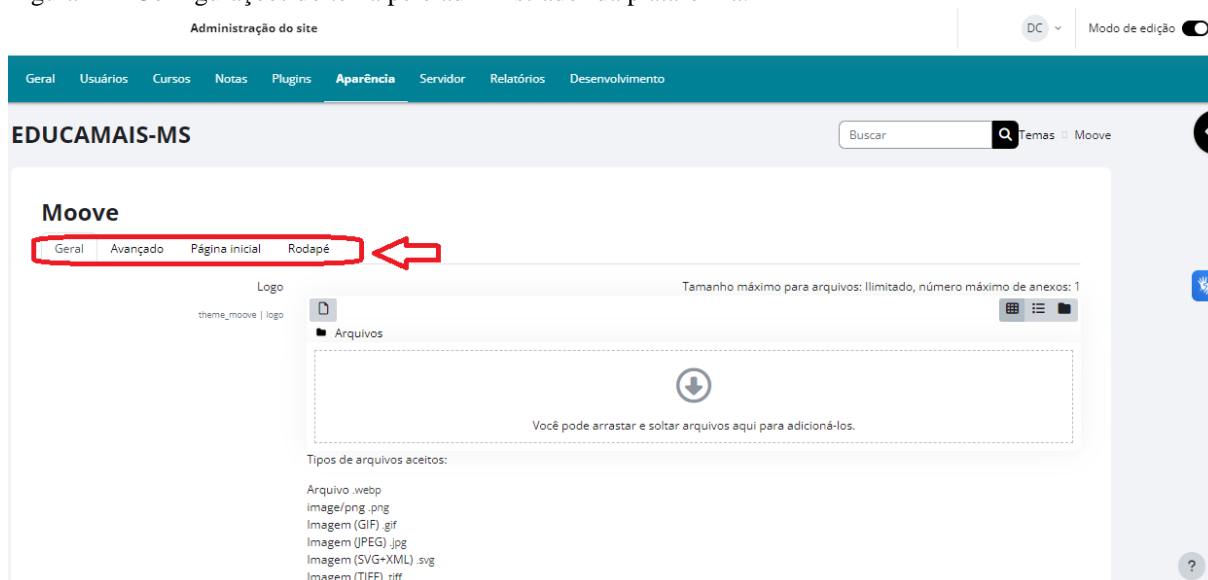 Administração do site
DC
Modo de edição
Geral Usuários Cursos Notas Plugins Aparência Servidor Relatórios Desenvolvimento
EDUCAMAIS-MS
Buscar
Temas Moove
Moove
Geral Avançado Página inicial Rodapé
Logo
Tamanho máximo para arquivos: Ilimitado, número máximo de anexos: 1
theme_moove | logo
Arquivos
Você pode arrastar e soltar arquivos aqui para adicioná-los.
Tipos de arquivos aceitos:
Arquivo .webp
image/png .png
Imagem (GIF) .gif
Imagem (JPEG) .jpg
Imagem (SVG+XML) .svg
Imagem (TIFF) .tiff
?